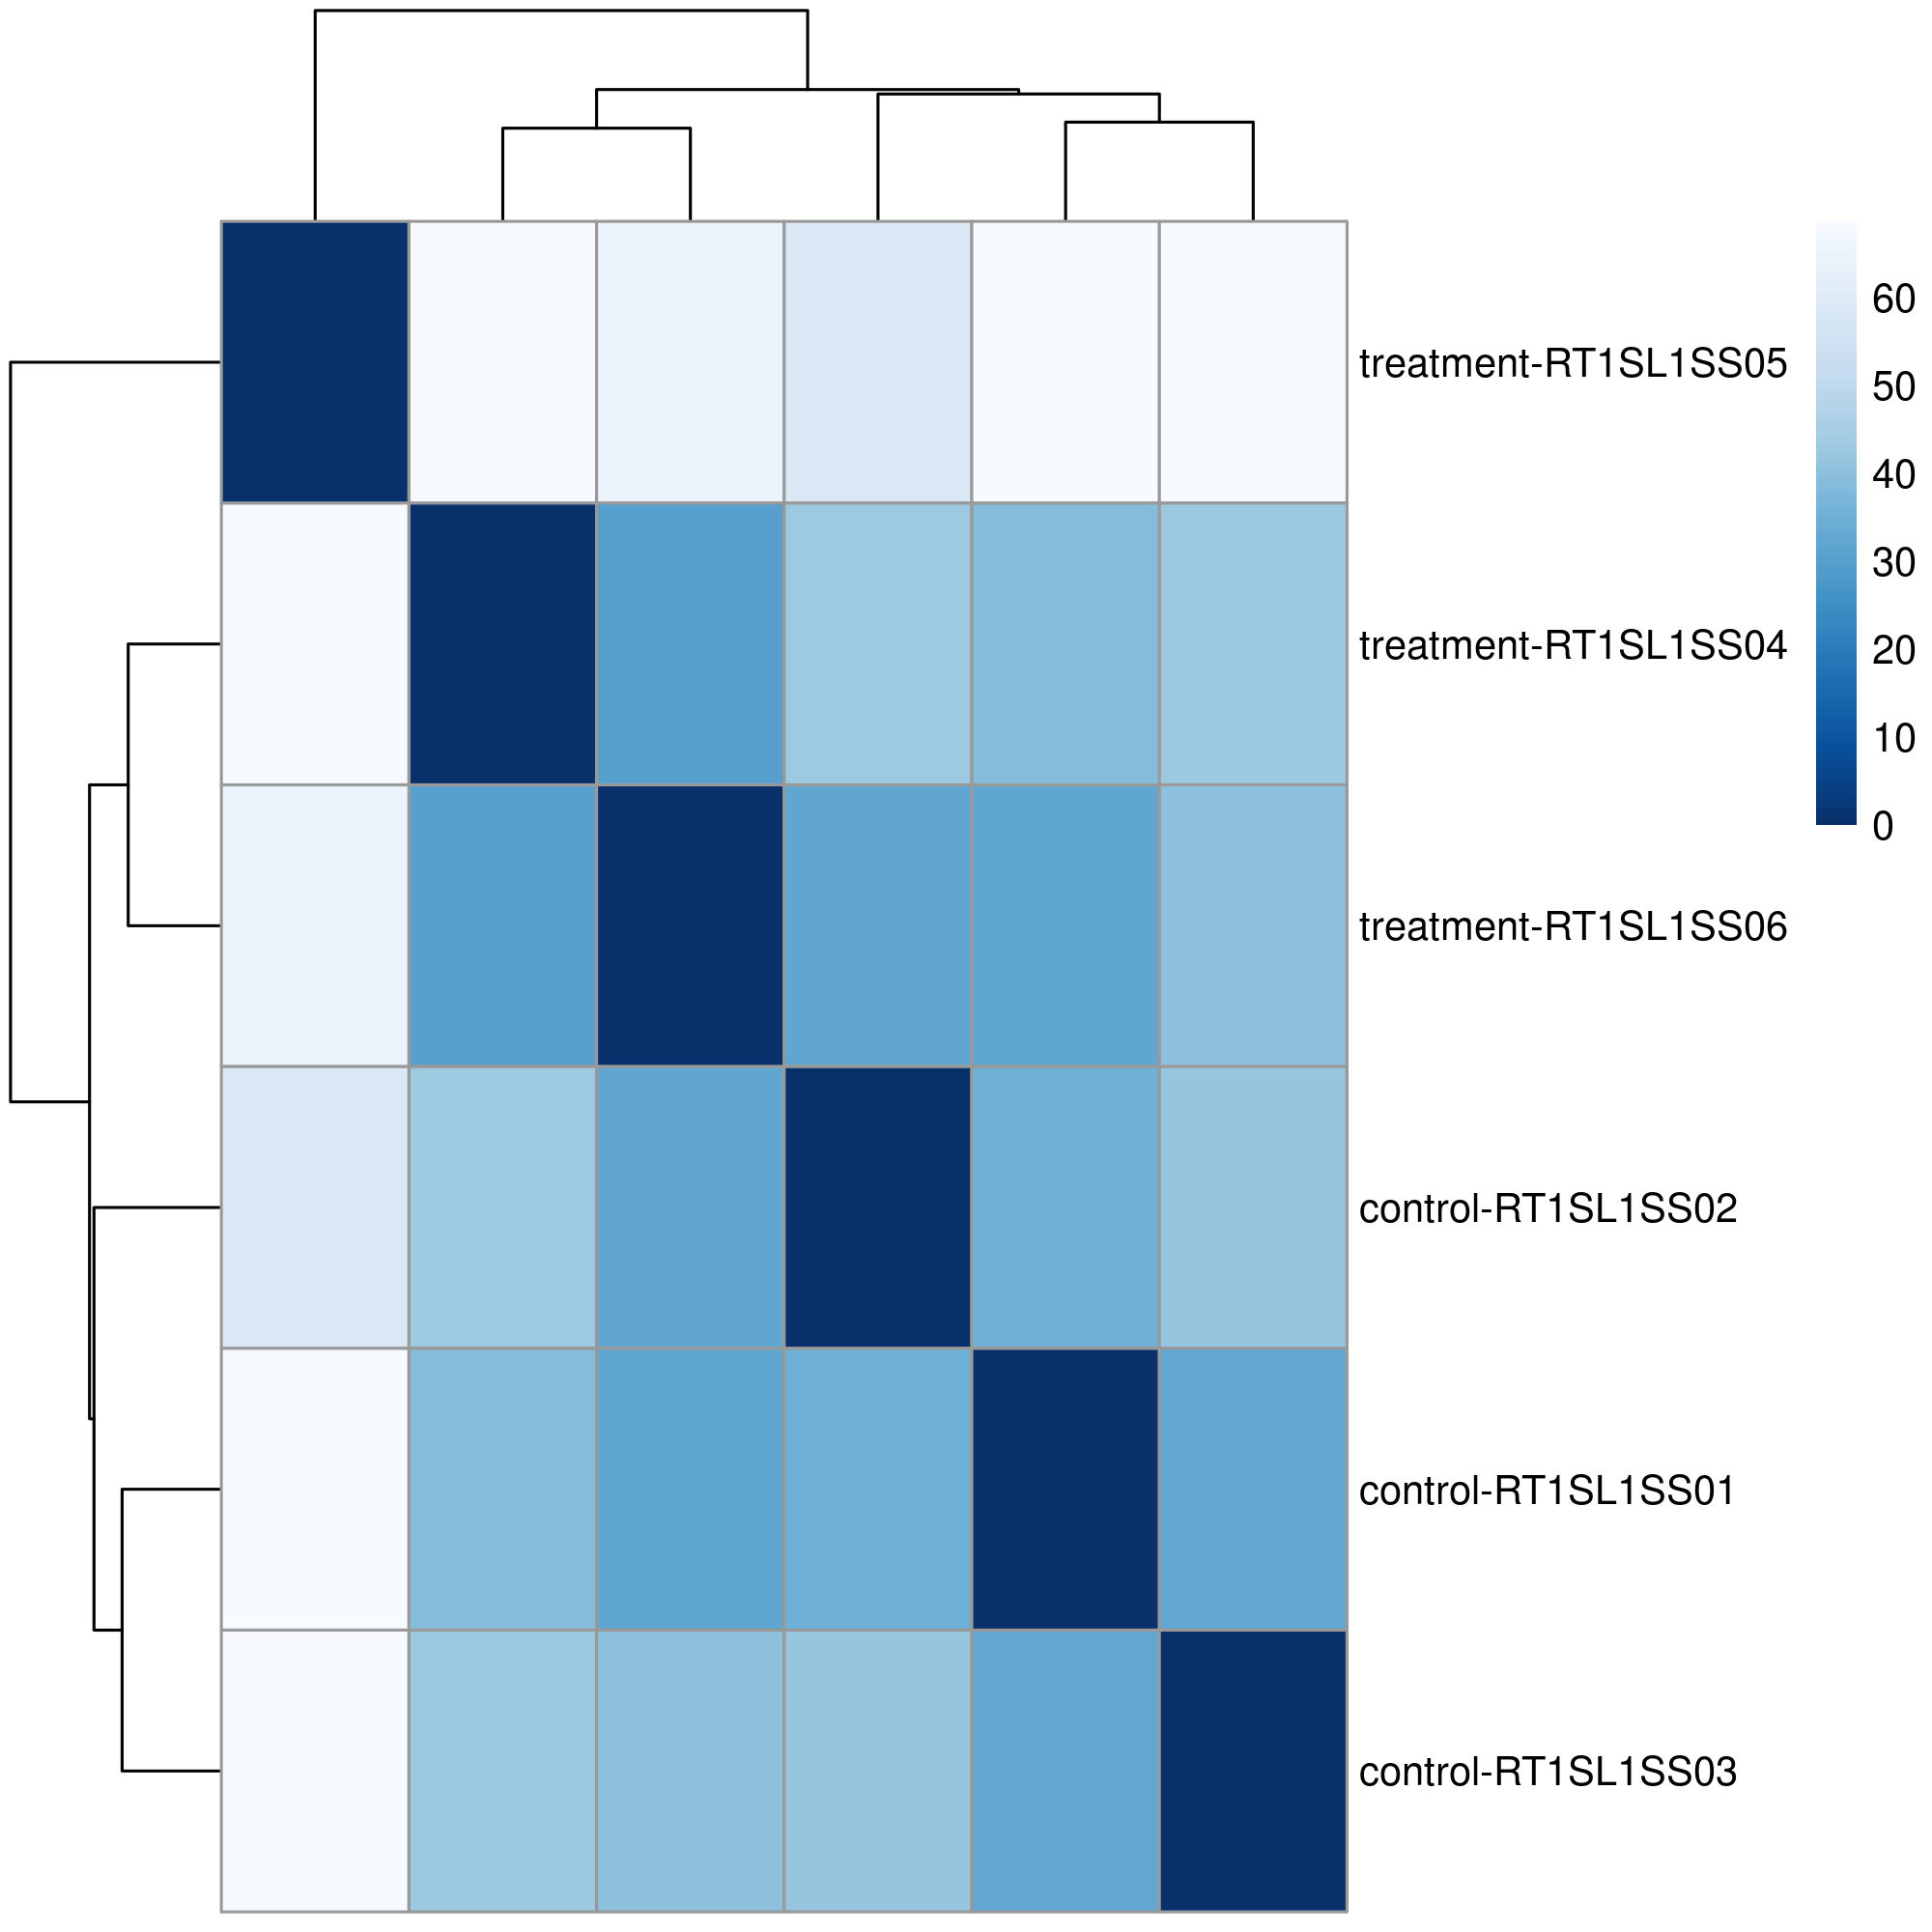 treatment-RT1SL1SS05
treatment-RT1SL1SS04
treatment-RT1SL1SS06
control-RT1SL1SS02
control-RT1SL1SS01
control-RT1SL1SS03
60
50
40
30
20
10
0